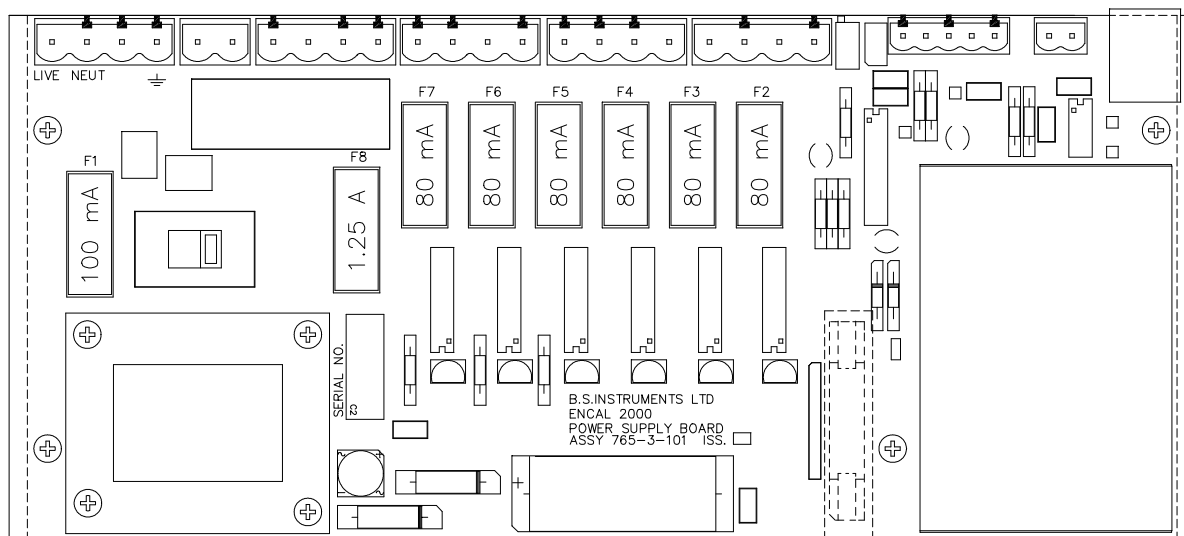 LIVE NEUT
F7 F6 F5 F4 F3 F2
F1
F8
100 mA
1.25 A
80 mA
80 mA
80 mA
80 mA
80 mA
80 mA
SERIAL NO.
C2
B.S.INSTRUMENTS LTD
ENCAL 2000
POWER SUPPLY BOARD
ASSY 765-3-101 ISS.